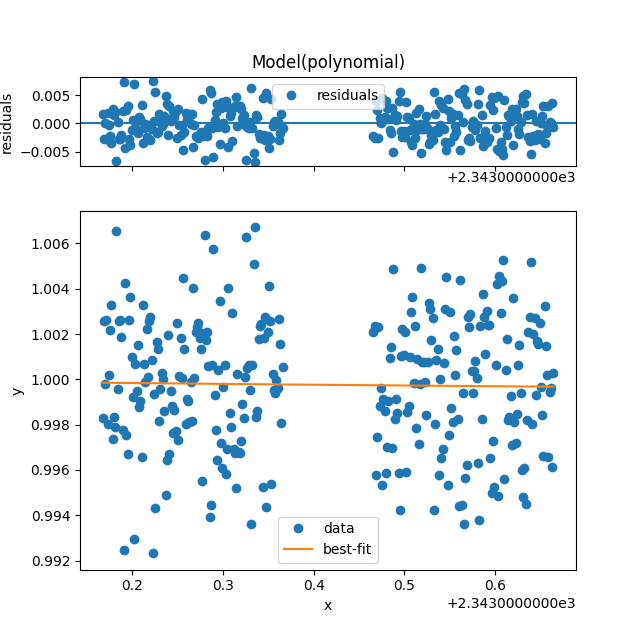 Model(polynomial)
0.005
0.000
−0.005
residuals
residuals
+2.3430000000e3
1.006
1.004
1.002
1.000
0.998
0.996
0.994
0.992
y
data
best-fit
0.2 0.3 0.4 0.5 0.6
x
+2.3430000000e3